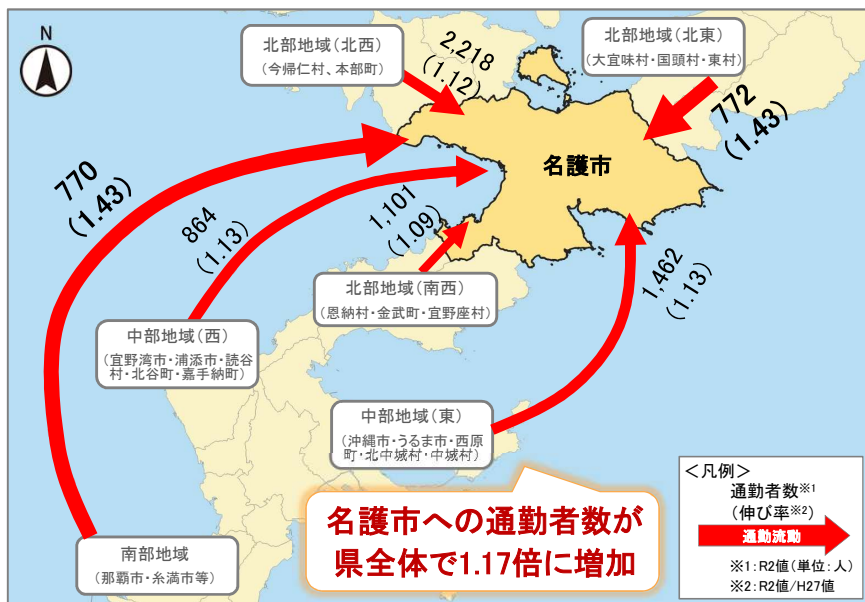 N
北部地域(北西)
(今帰仁村、本部町)
2,218
(1.12)
北部地域(北東)
(大宜味村・国頭村・東村)
772
(1.43)
名護市
770
(1.43)
864
(1.13)
1,101
(1.09)
北部地域(南西)
(恩納村・金武町・宜野座村)
1,462
(1.13)
中部地域(西)
(宜野湾市・浦添市・読谷
村・北谷町・嘉手納町)
中部地域(東)
(沖縄市・うるま市・西原
町・北中城村・中城村)
南部地域
(那覇市・糸満市等)
名護市への通勤者数が
県全体で1.17倍に増加
<凡例>
通勤者数※1
(伸び率※2)
通勤流動
※1:R2値(単位:人)
※2:R2値/H27値